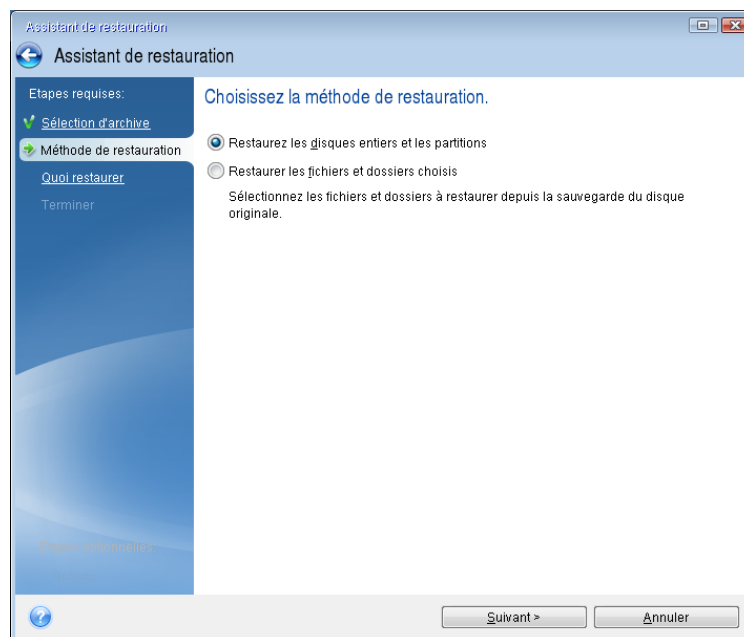 Assistant de restauration
Assistant de restauration
Etapes requises:
Sélection d'archive
Méthode de restauration
Quoi restaurer
Terminer
Choisissez la méthode de restauration.
Restaurez les disques entiers et les partitions
Restaurer les fichiers et dossiers choisis
Sélectionnez les fichiers et dossiers à restaurer depuis la sauvegarde du disque
originale.
Suivant >
Annuler